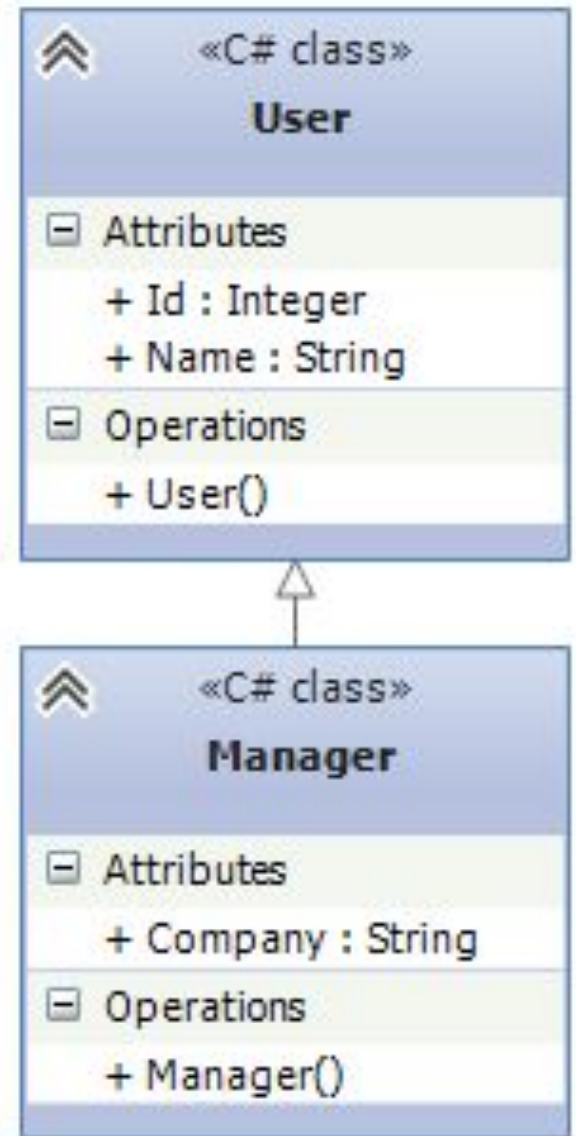 «C# class»
User
Attributes
+ Id : Integer
+ Name : String
Operations
+ User()
«C# class»
Manager
Attributes
+ Company : String
Operations
+ Manager()